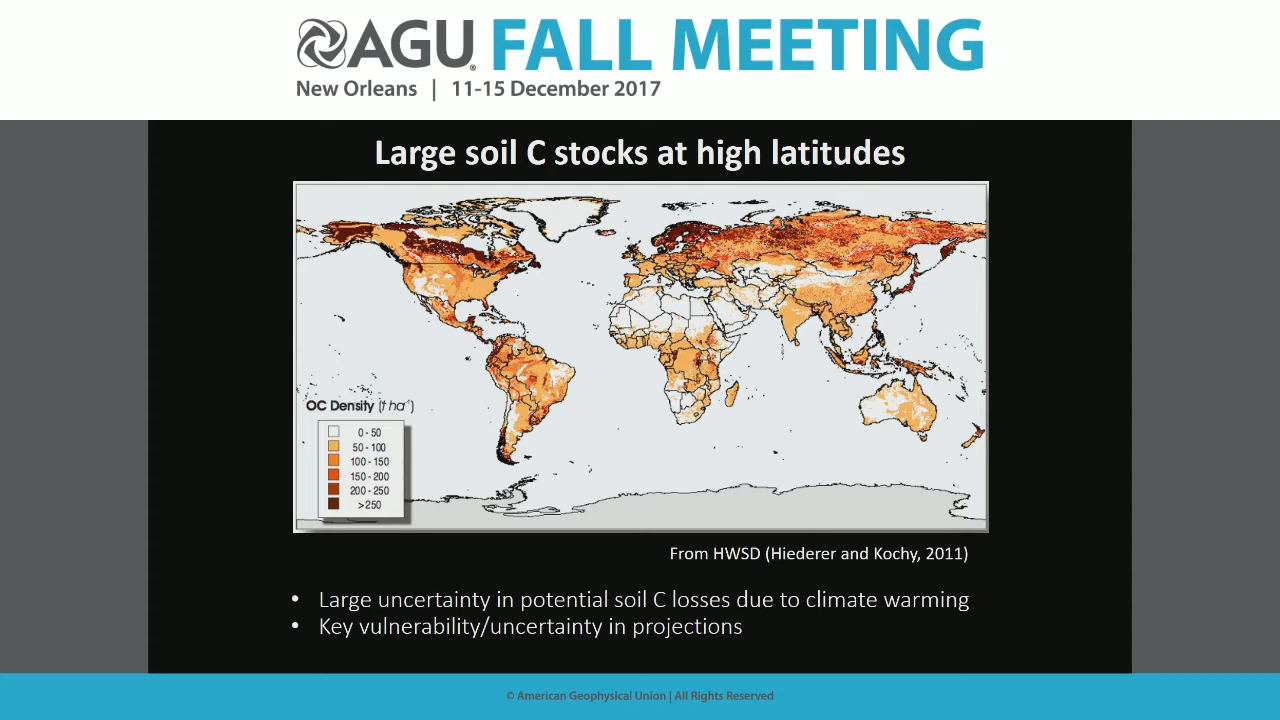 AGU FALL MEETING
New Orleans | 11-15 December 2017
Large soil C stocks at high latitudes
OC Density (t ha⁻¹)
0 - 50
50 - 100
100 - 150
150 - 200
200 - 250
>250
From HWSD (Hiederer and Kochy, 2011)
• Large uncertainty in potential soil C losses due to climate warming
• Key vulnerability/uncertainty in projections
© American Geophysical Union | All Rights Reserved